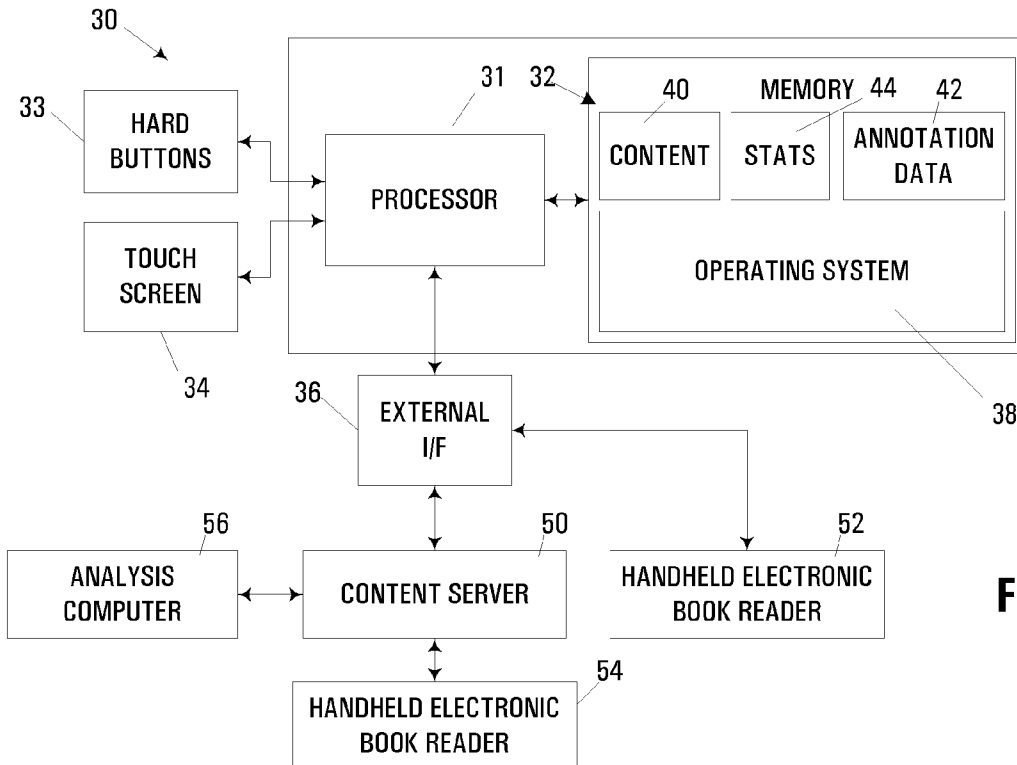 30
33
HARD
BUTTONS
TOUCH
SCREEN
34
31
PROCESSOR
32
MEMORY
40
44
42
CONTENT
STATS
ANNOTATION
DATA
OPERATING SYSTEM
38
36
EXTERNAL
I/F
56
ANALYSIS
COMPUTER
50
CONTENT SERVER
52
HANDHELD ELECTRONIC
BOOK READER
54
HANDHELD ELECTRONIC
BOOK READER
F